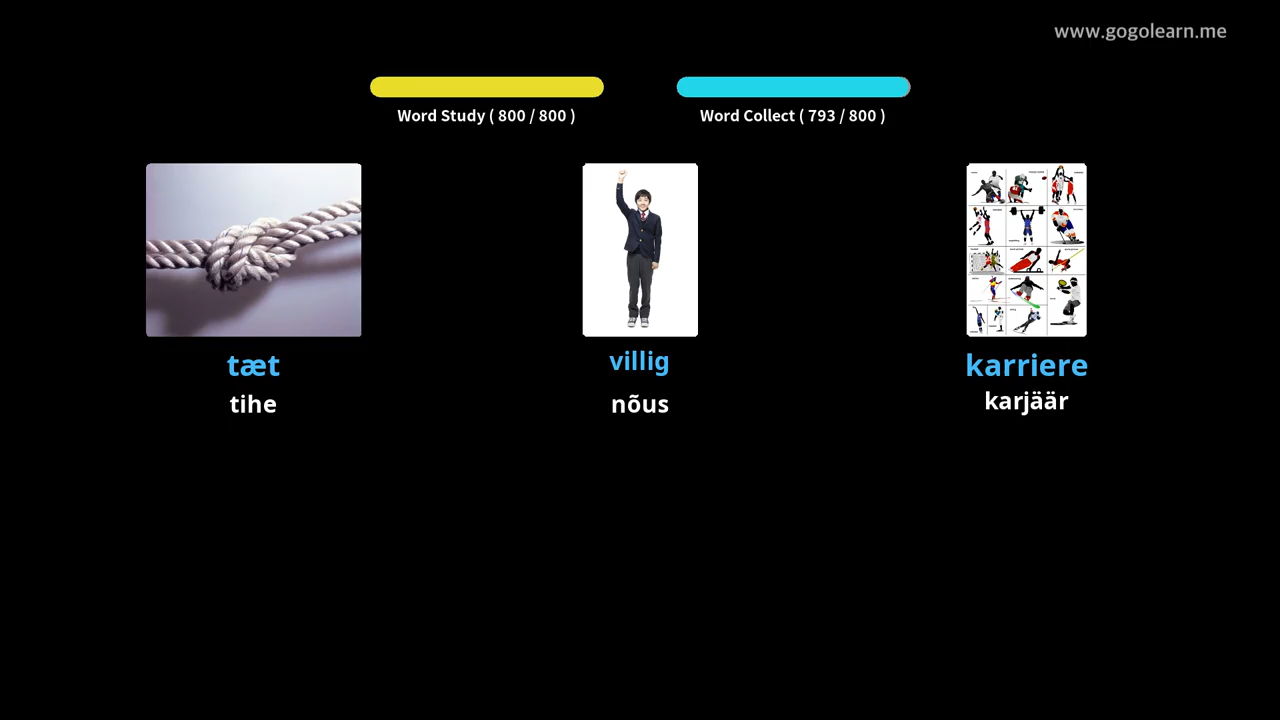 www.gogolearn.me
Word Study ( 800 / 800 )
Word Collect ( 793 / 800 )
tæt
villig
karriere
tihe
nõus
karjäär